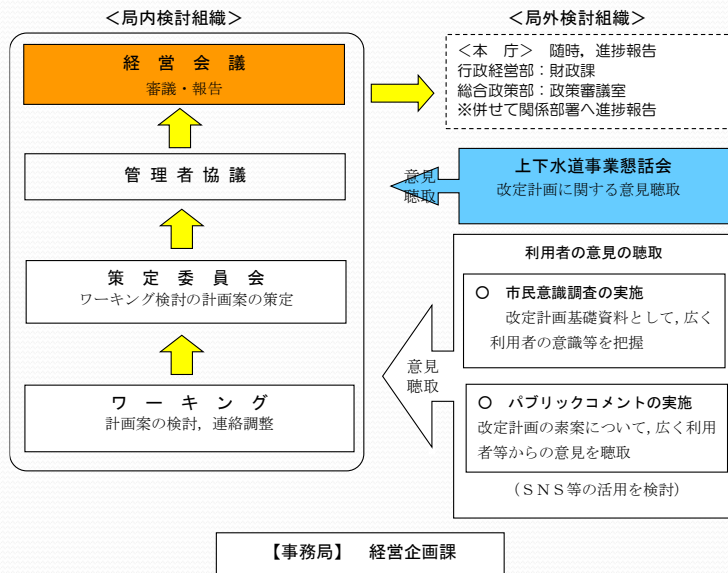 ＜局内検討組織＞
経 営 会 議
審議・報告
管 理 者 協 議
策 定 委 員 会
ワーキング検討の計画案の策定
ワ ー キ ン グ
計画案の検討，連絡調整
＜局外検討組織＞
＜本　庁＞　随時，進捗報告
行政経営部：財政課
総合政策部：政策審議室
※併せて関係部署へ進捗報告
意見
聴取
上下水道事業懇話会
改定計画に関する意見聴取
意見
聴取
利用者の意見の聴取
○　市民意識調査の実施
改定計画基礎資料として，広く
利用者の意識等を把握
○　パブリックコメントの実施
改定計画の素案について，広く利用
者等からの意見を聴取
（ＳＮＳ等の活用を検討）
【事務局】　経営企画課